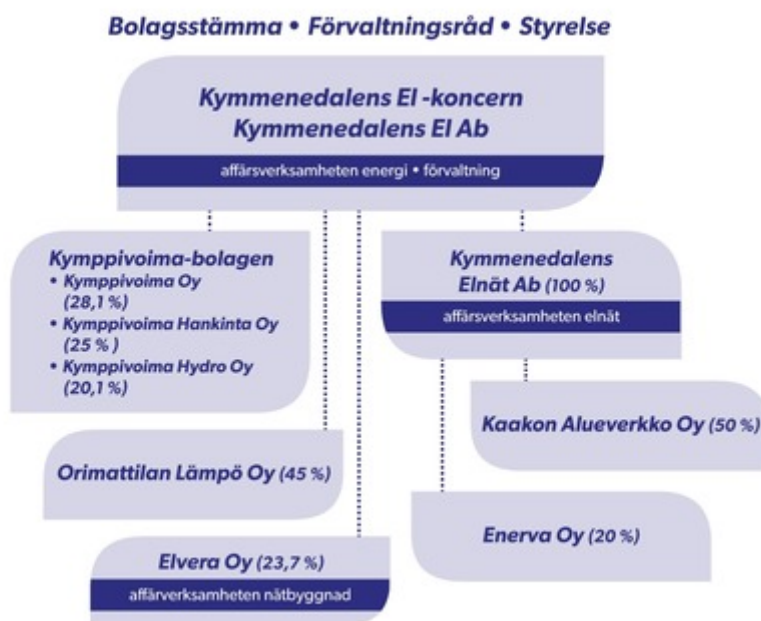 Bolagsstämma • Förvaltningsråd • Styrelse
Kymmenedalens El -koncern
Kymmenedalens El Ab
affärsverksamheten energi • förvaltning
Kymppivoima-bolagen
• Kymppivoima Oy
(28,1 %)
• Kymppivoima Hankinta Oy
(25 % )
• Kymppivoima Hydro Oy
(20,1 %)
Kymmenedalens
Elnät Ab (100 %)
affärsverksamheten elnät
Kaakon Alueverkko Oy (50 %)
Orimattilan Lämpö Oy (45 %)
Enerva Oy (20 %)
Elvera Oy (23,7 %)
affärverksamheten nätbyggnad